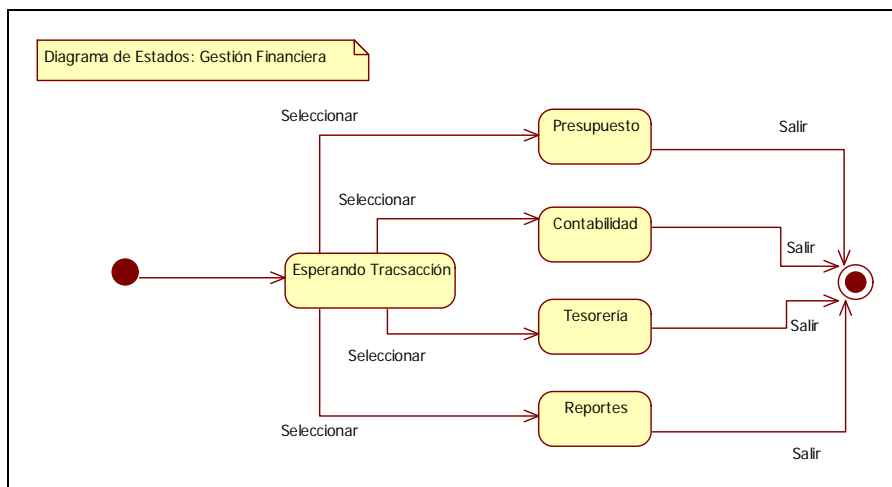 Diagrama de Estados: Gestión Financiera
Seleccionar
Presupuesto
Salir
Seleccionar
Contabilidad
Salir
Esperando Tracsacción
Tesorería
Salir
Seleccionar
Reportes
Seleccionar
Salir